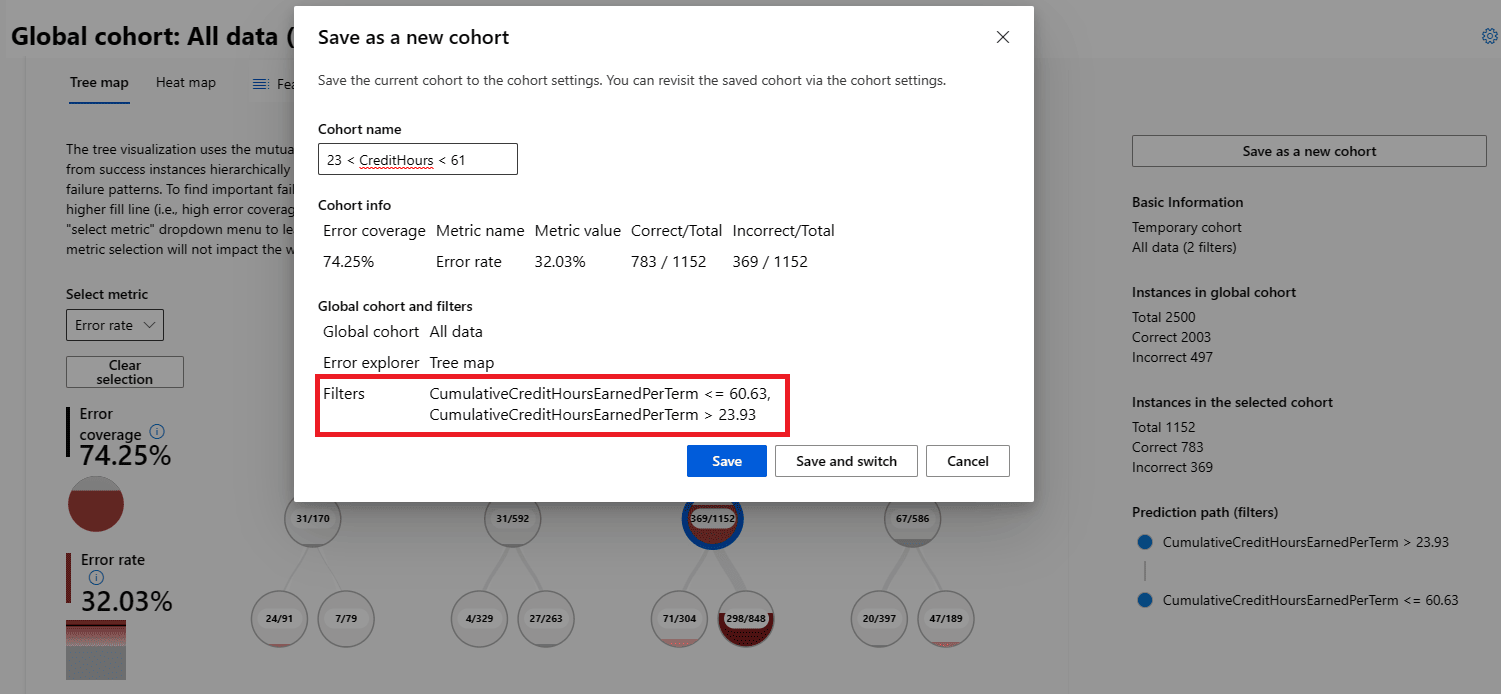 Global cohort: All data (
Tree map
Heat map
Fea
The tree visualization uses the mutua
from success instances hierarchically
failure patterns. To find important fail
higher fill line (i.e., high error coverag
"select metric" dropdown menu to le
metric selection will not impact the w
Select metric
Error rate
Clear
selection
Error
coverage
74.25%
Error rate
32.03%
Save as a new cohort
Save the current cohort to the cohort settings. You can revisit the saved cohort via the cohort settings.
Cohort name
23 < CreditHours < 61
Cohort info
Error coverage Metric name Metric value Correct/Total Incorrect/Total
74.25% Error rate 32.03% 783 / 1152 369 / 1152
Global cohort and filters
Global cohort All data
Error explorer Tree map
Filters CumulativeCreditHoursEarnedPerTerm <= 60.63,
CumulativeCreditHoursEarnedPerTerm > 23.93
Save
Save and switch
Cancel
31/170
31/592
369/1152
67/586
24/91
7/79
4/329
27/263
71/304
298/848
20/397
47/189
Save as a new cohort
Basic Information
Temporary cohort
All data (2 filters)
Instances in global cohort
Total 2500
Correct 2003
Incorrect 497
Instances in the selected cohort
Total 1152
Correct 783
Incorrect 369
Prediction path (filters)
CumulativeCreditHoursEarnedPerTerm > 23.93
CumulativeCreditHoursEarnedPerTerm <= 60.63